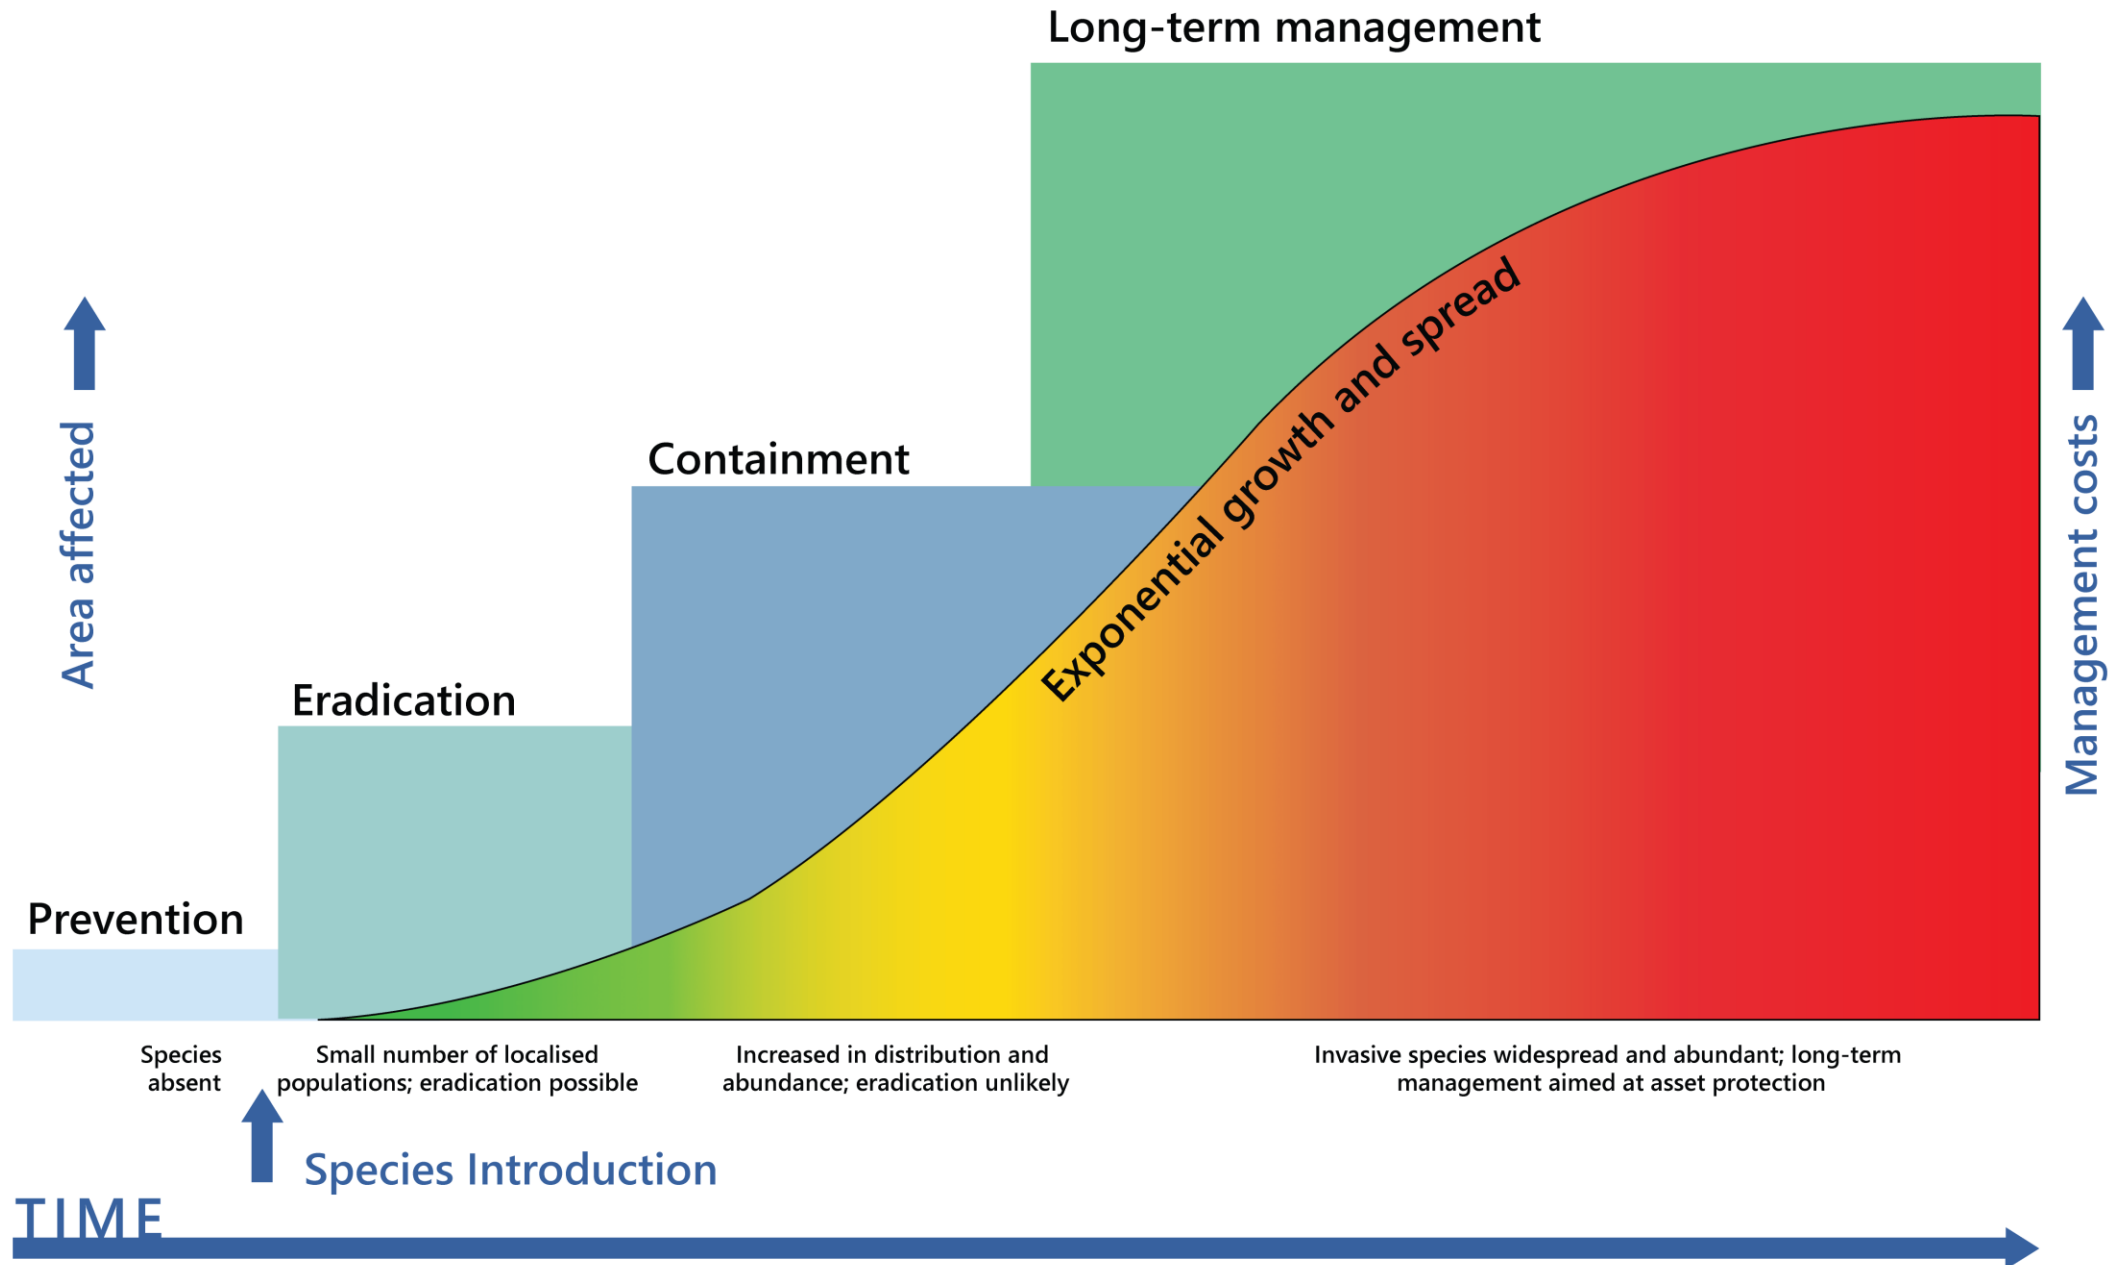 Long-term management
Containment
Eradication
Prevention
Area affected
Exponential growth and spread
Management costs
Species
absent
Small number of localised
populations; eradication possible
Increased in distribution and
abundance; eradication unlikely
Invasive species widespread and abundant; long-term
management aimed at asset protection
Species Introduction
TIME